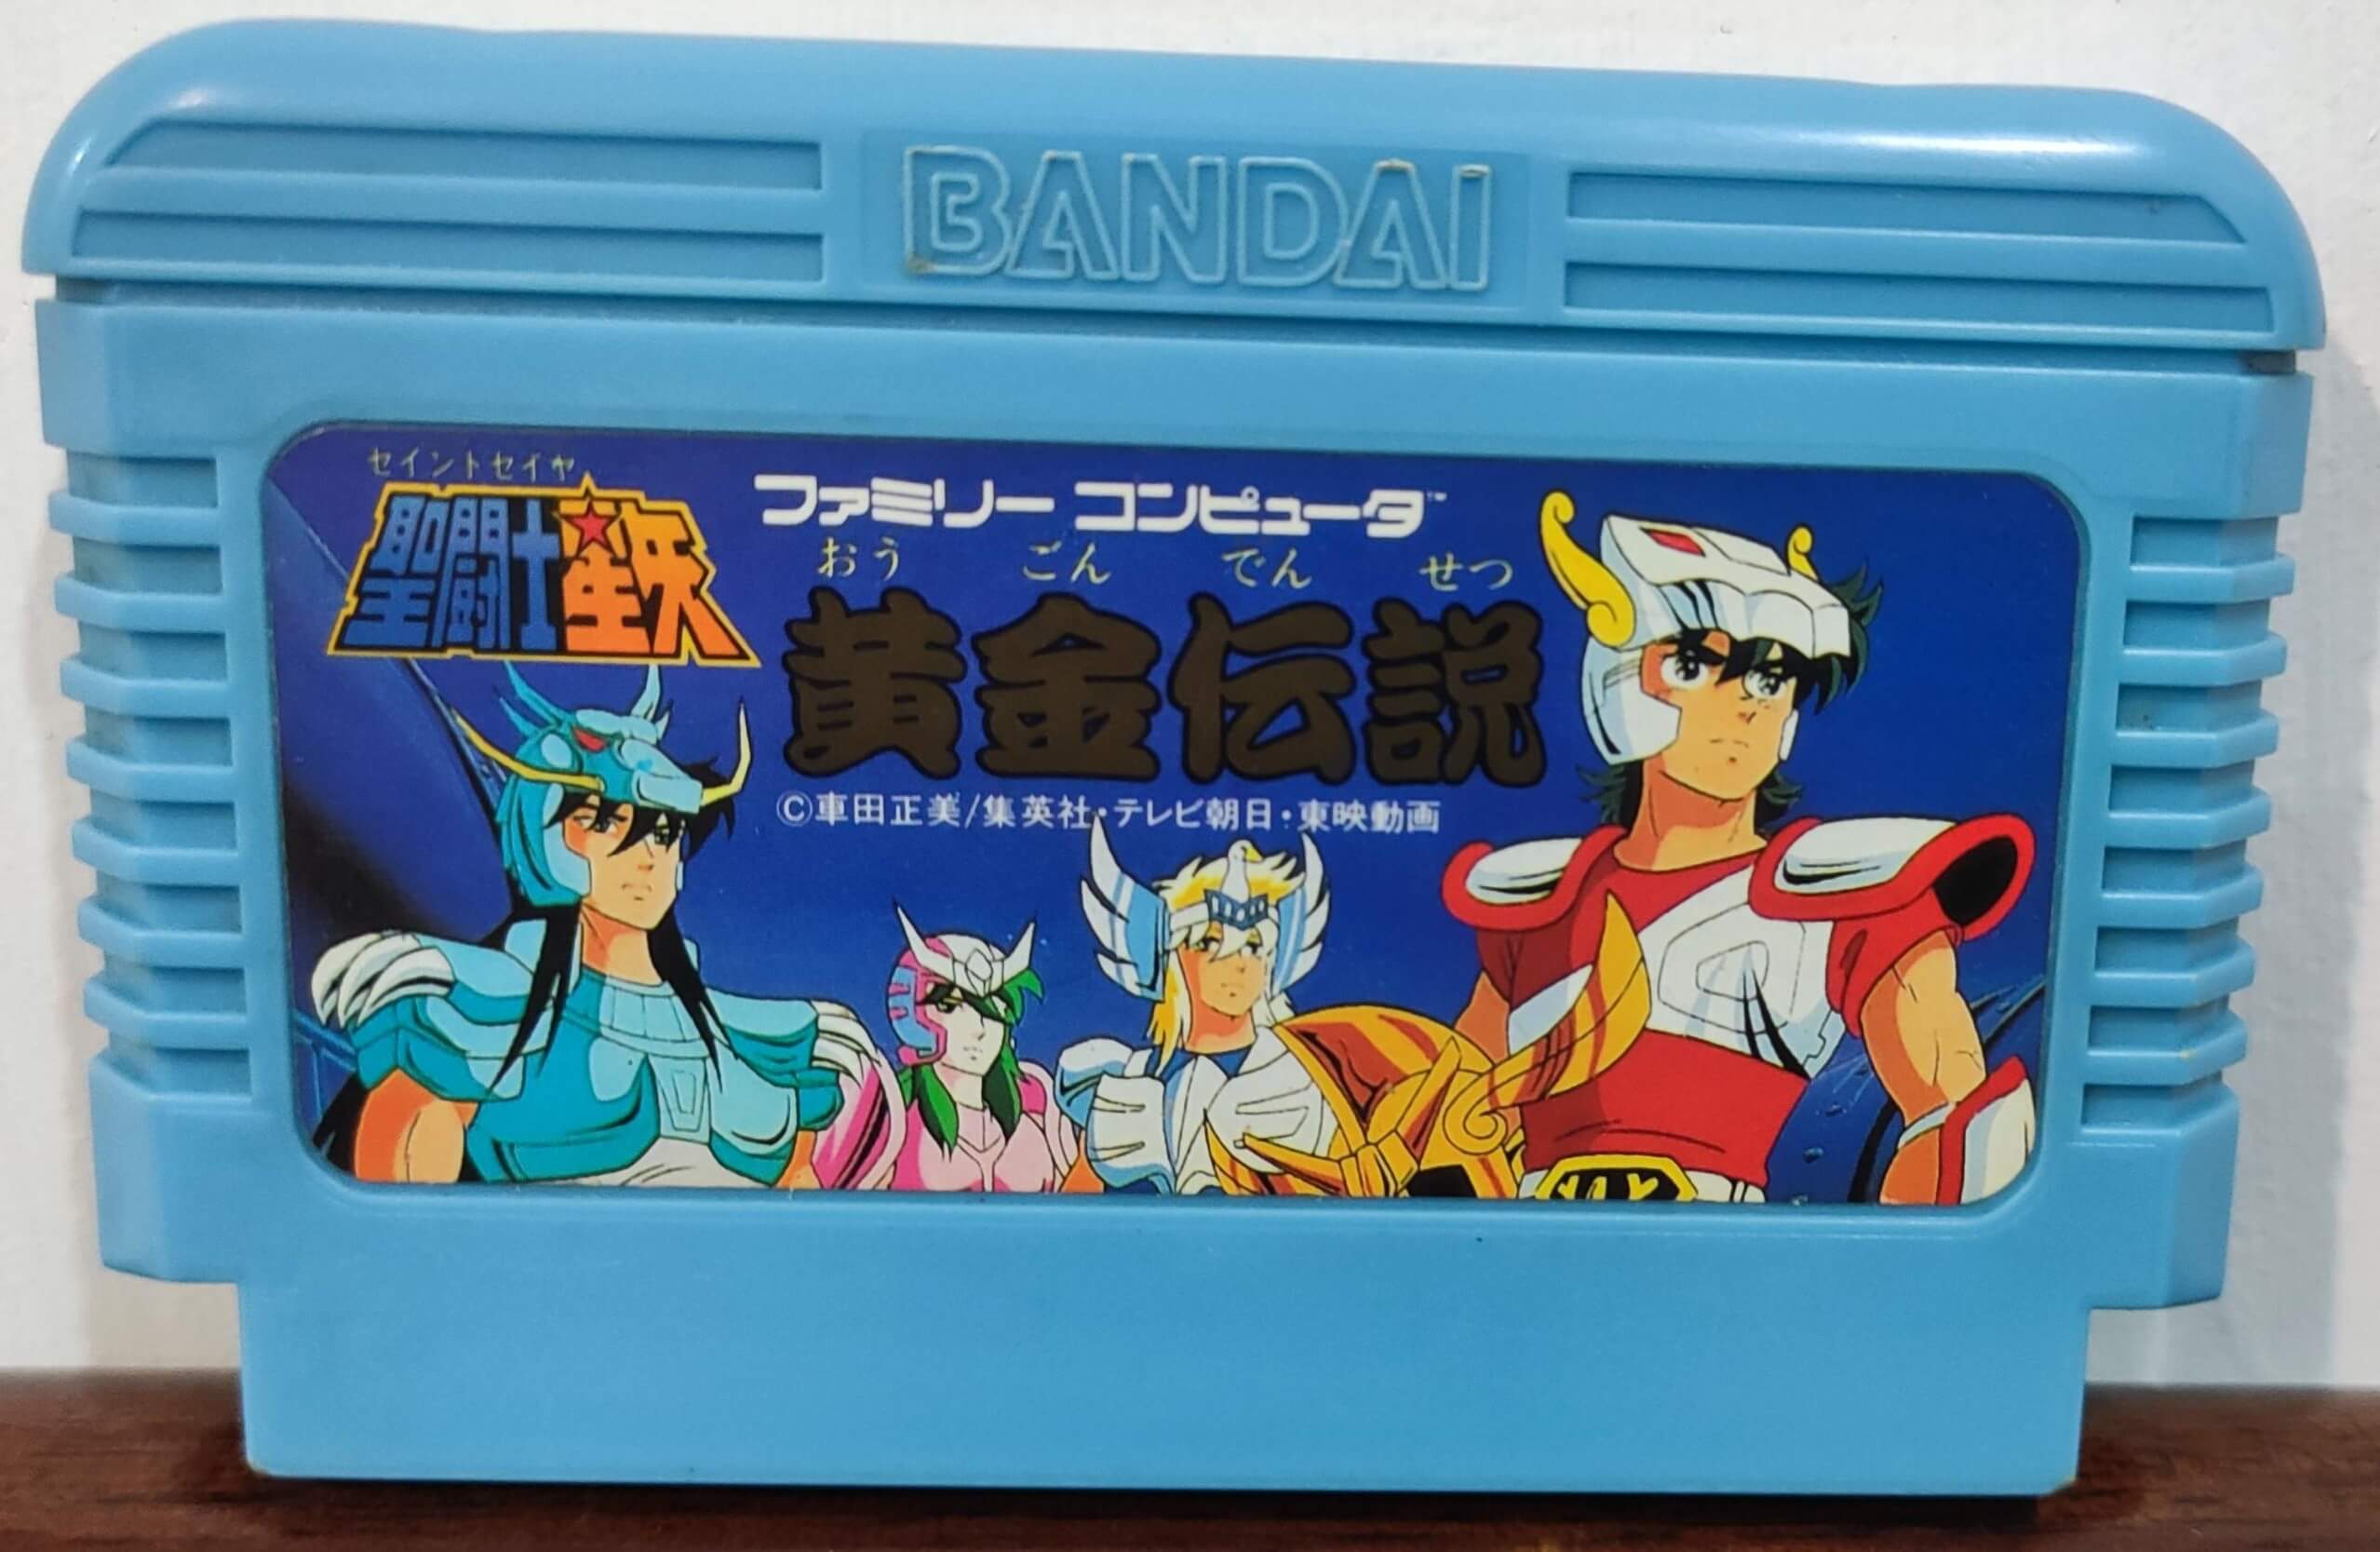 BANDAI
セイントセイヤ
聖闘士星矢
ファミリー コンピュータ™
おう ごん でん せつ
黄金伝説
©車田正美/集英社・テレビ朝日・東映動画